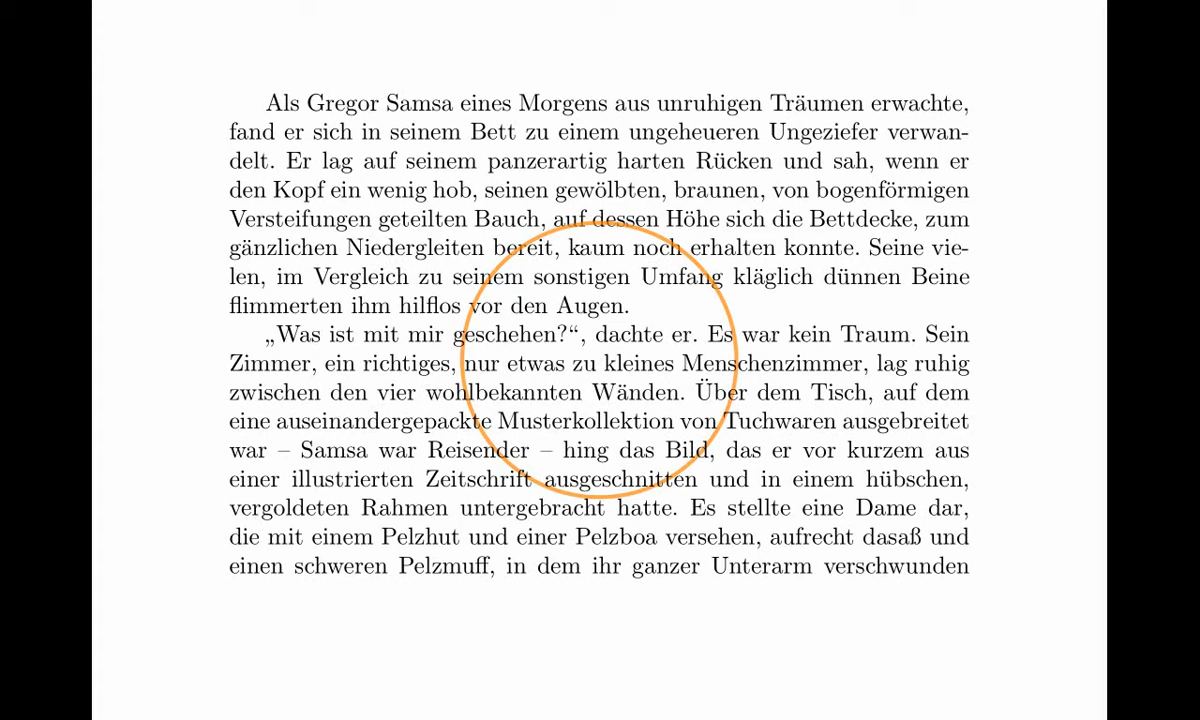 Als Gregor Samsa eines Morgens aus unruhigen Träumen erwachte,
fand er sich in seinem Bett zu einem ungeheueren Ungeziefer verwan-
delt. Er lag auf seinem panzerartig harten Rücken und sah, wenn er
den Kopf ein wenig hob, seinen gewölbten, braunen, von bogenförmigen
Versteifungen geteilten Bauch, auf dessen Höhe sich die Bettdecke, zum
gänzlichen Niedergleiten bereit, kaum noch erhalten konnte. Seine vie-
len, im Vergleich zu seinem sonstigen Umfang kläglich dünnen Beine
flimmerten ihm hilflos vor den Augen.
„Was ist mit mir geschehen?“, dachte er. Es war kein Traum. Sein
Zimmer, ein richtiges, nur etwas zu kleines Menschenzimmer, lag ruhig
zwischen den vier wohlbekannten Wänden. Über dem Tisch, auf dem
eine auseinandergepackte Musterkollektion von Tuchwaren ausgebreitet
war – Samsa war Reisender – hing das Bild, das er vor kurzem aus
einer illustrierten Zeitschrift ausgeschnitten und in einem hübschen,
vergoldeten Rahmen untergebracht hatte. Es stellte eine Dame dar,
die mit einem Pelzhut und einer Pelzboa versehen, aufrecht dasaß und
einen schweren Pelzmuff, in dem ihr ganzer Unterarm verschwunden